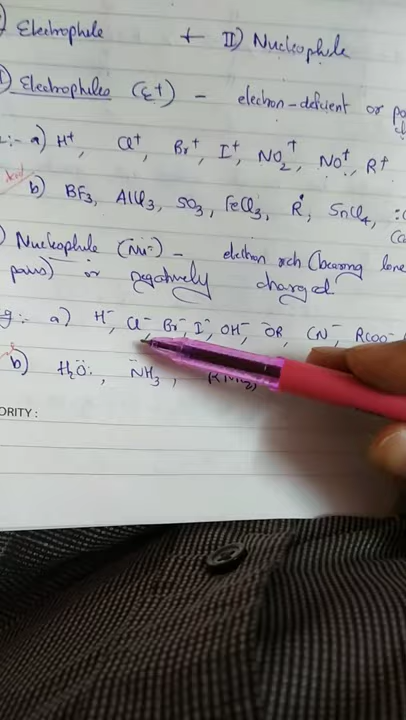 ) Electrophile + II) Nucleophile
I) Electrophiles (E+) - electron-deficient or
:- a) H⁺, Cl⁺, Br⁺, I⁺, NO₂⁺, NO⁺, R⁺
b) BF₃, AlCl₃, SO₃, FeCl₃, R•, SnCl₄,
) Nucleophile (Nu:-) - electron rich (bearing lone
pairs) or negatively charged
eg:- a) H⁻, Cl⁻, Br⁻, I⁻, OH⁻, OR, CN⁻, RCOO⁻
b) H₂O:, NH₃,
ORITY: